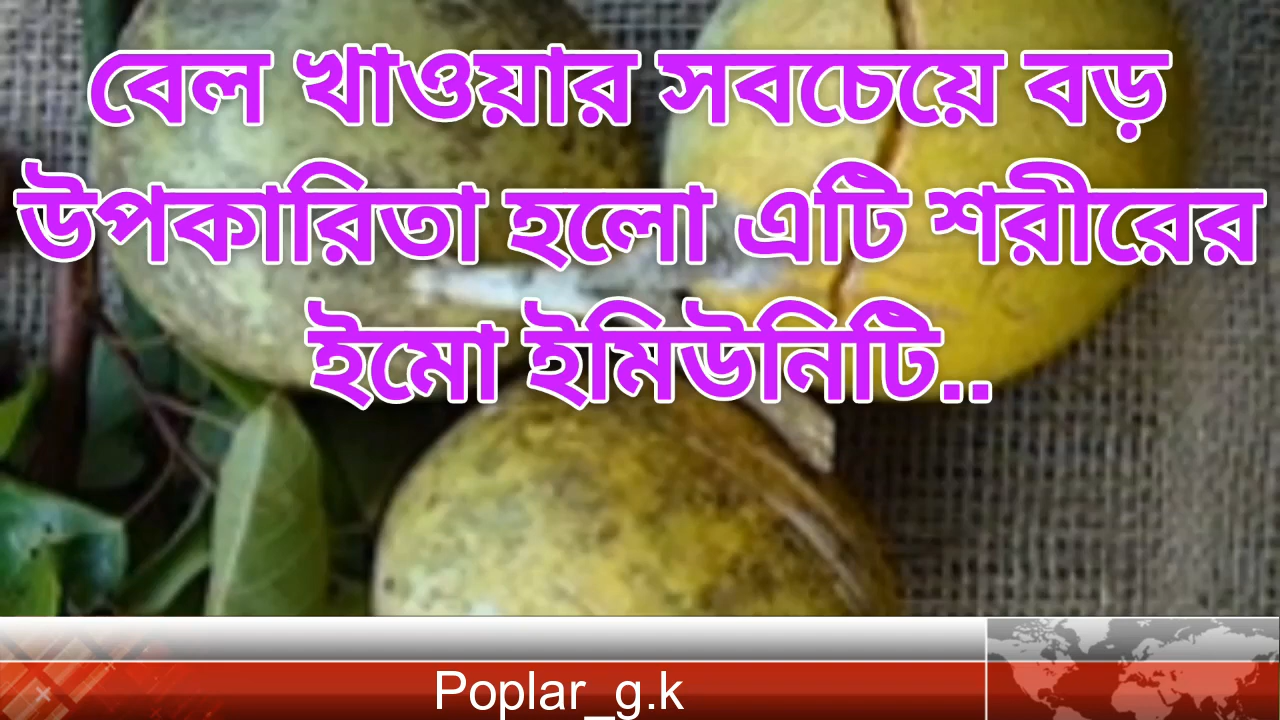 বেল খাওয়ার সবচেয়ে বড়
উপকারিতা হলো এটি শরীরের
ইমো ইমিউনিটি..
Poplar_g.k